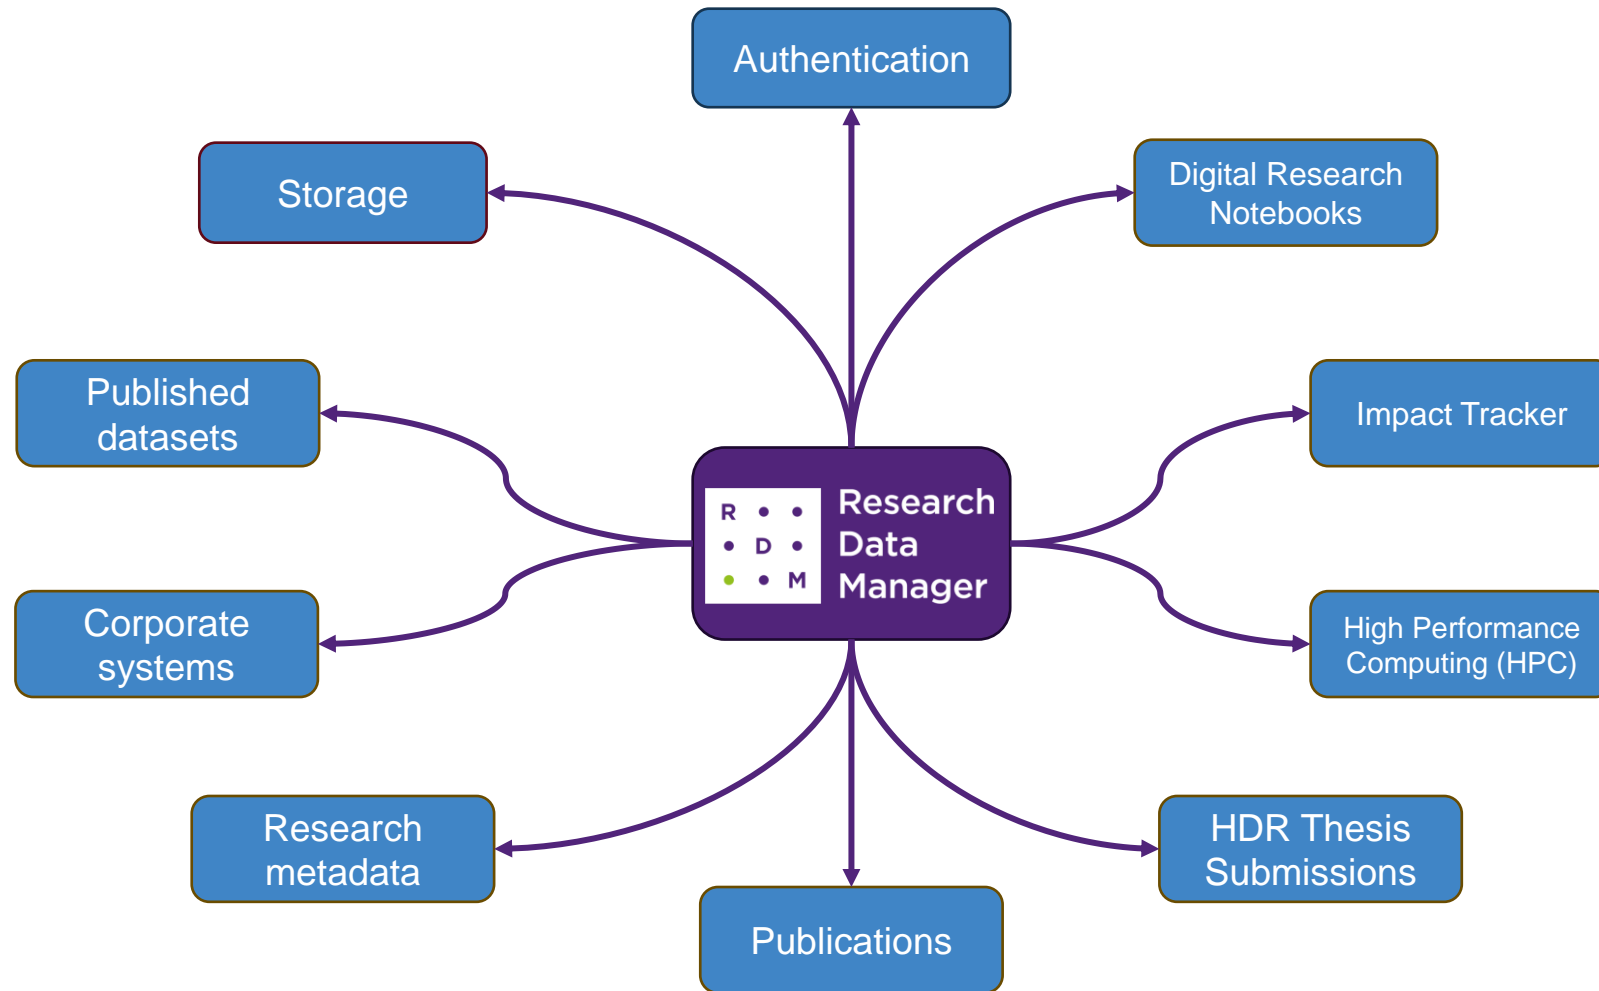 Authentication
Storage
Digital Research
Notebooks
Published
datasets
Impact Tracker
R
D
M
Research
Data
Manager
Corporate
systems
High Performance
Computing (HPC)
Research
metadata
HDR Thesis
Submissions
Publications